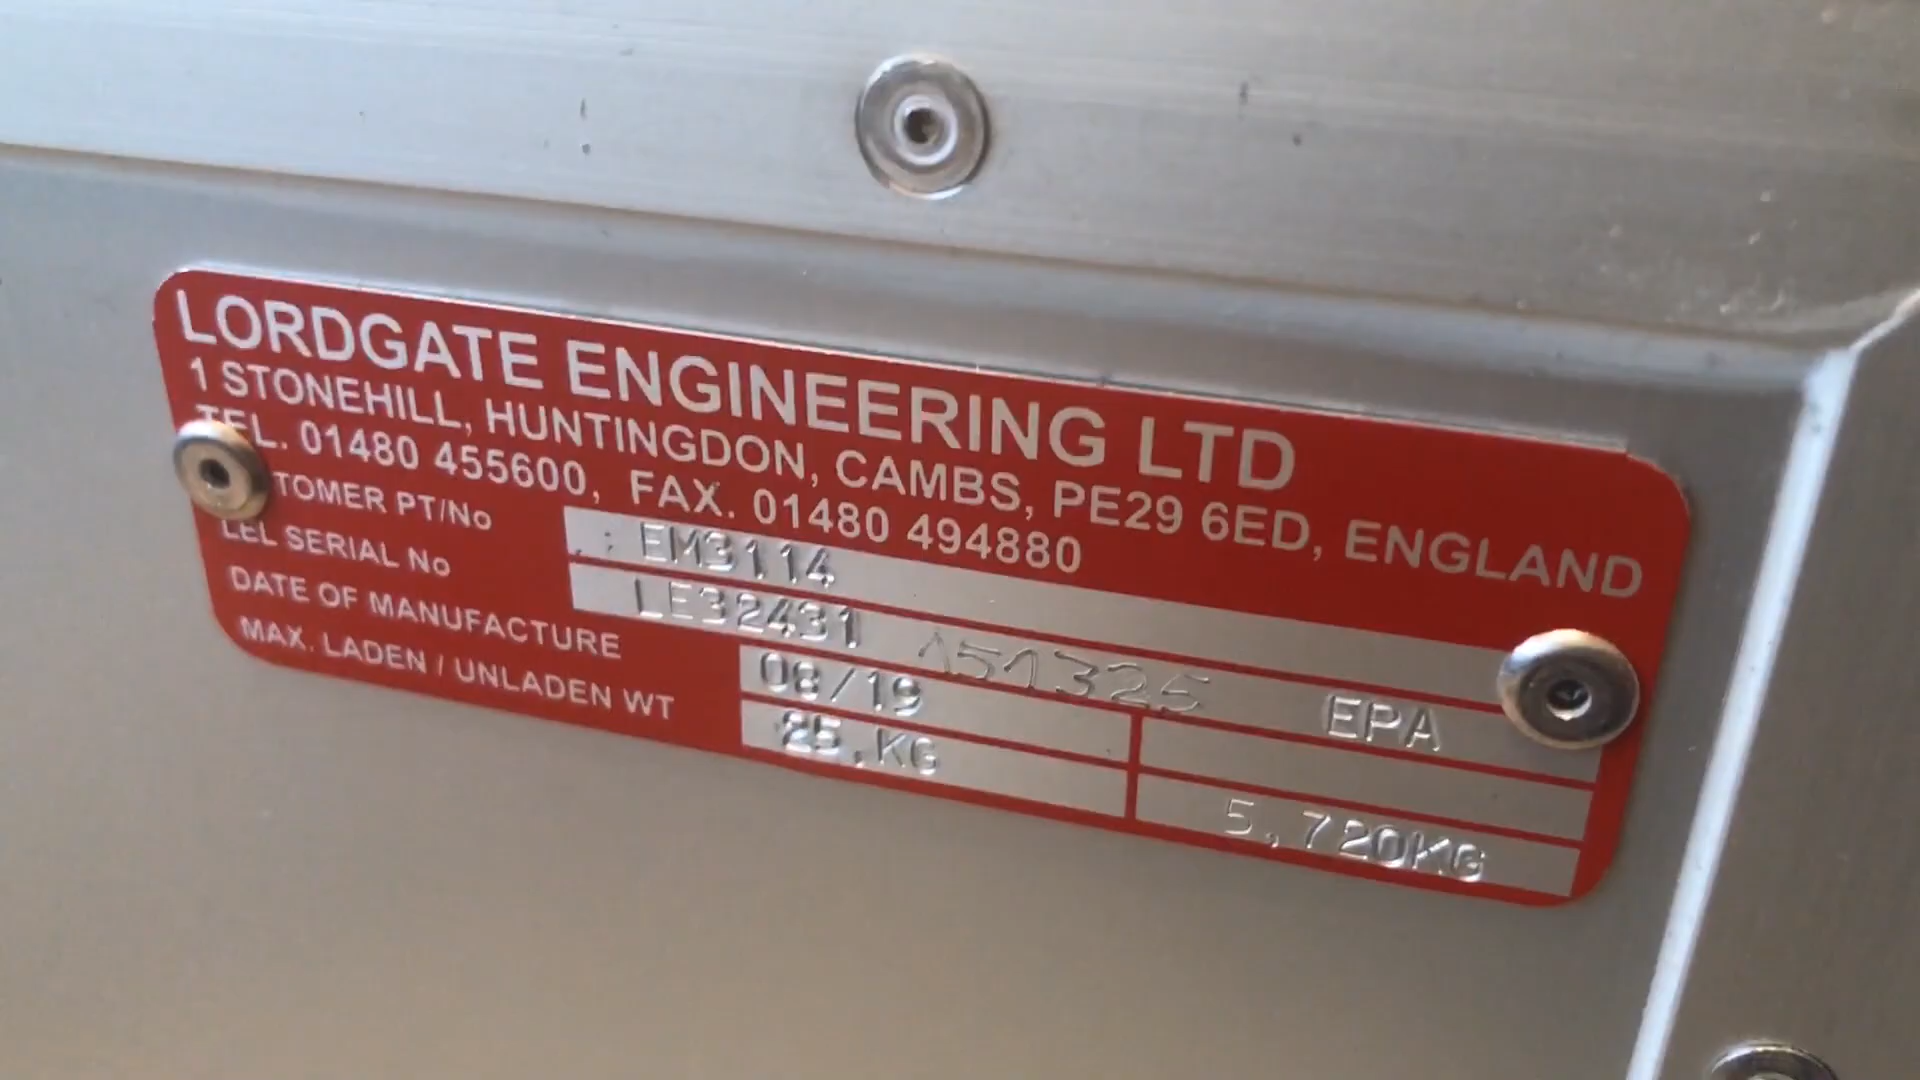 LORDGATE ENGINEERING LTD
1 STONEHILL, HUNTINGDON, CAMBS, PE29 6ED, ENGLAND
TEL. 01480 455600, FAX. 01480 494880
TOMER PT/No : EM3114
LEL SERIAL No LE32431 151325 EPA
DATE OF MANUFACTURE 08/19
MAX. LADEN / UNLADEN WT 25.KG 5,720KG